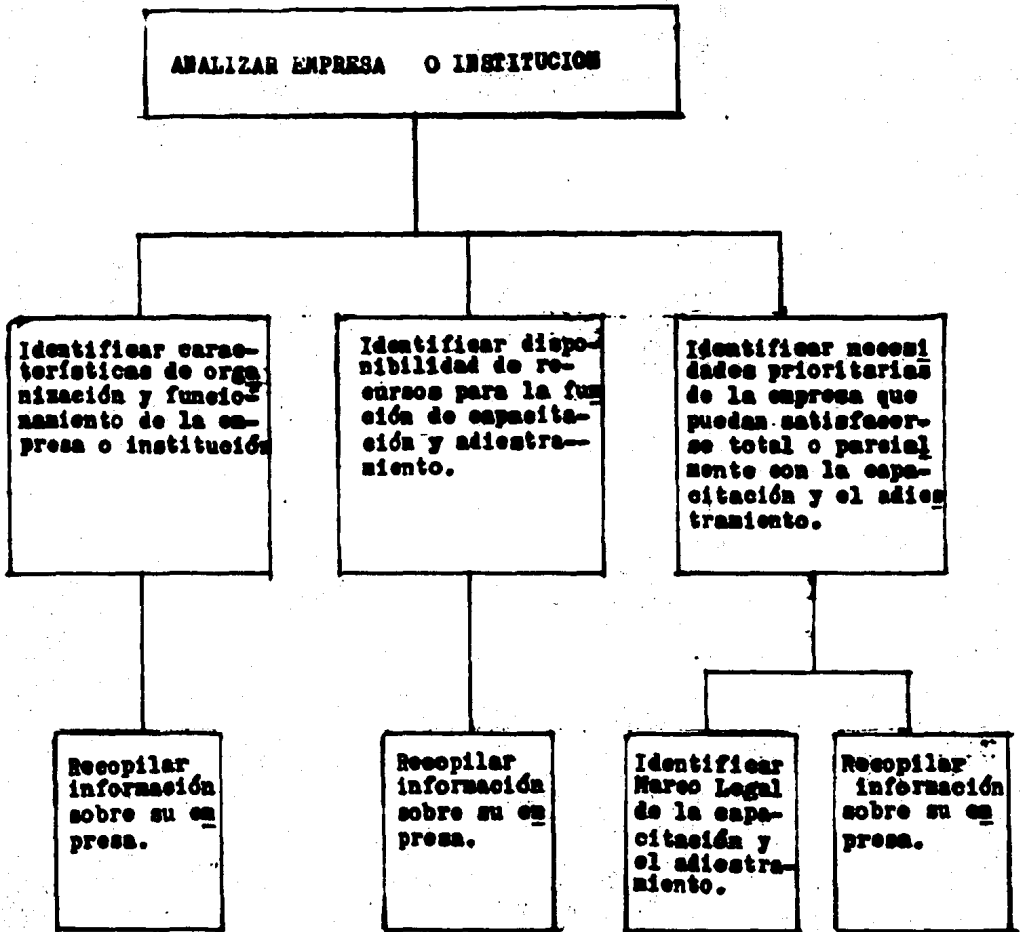 ANALIZAR EMPRESA O INSTITUCION
Identificar carac-
terísticas de orga
nización y funcio-
namiento de la em-
presa o institución
Identificar dispo-
nibilidad de re-
cursos para la fun
ción de capacita-
ción y adiestra--
miento.
Identificar necesi
dades prioritarias
de la empresa que
puedan satisfacer-
se total o parcial
mente con la capa-
citación y el adies
tramiento.
Recopilar
información
sobre su em
presa.
Recopilar
información
sobre su em
presa.
Identificar
Marco Legal
de la capa-
citación y
el adiestra-
miento.
Recopilar
información
sobre su em
presa.